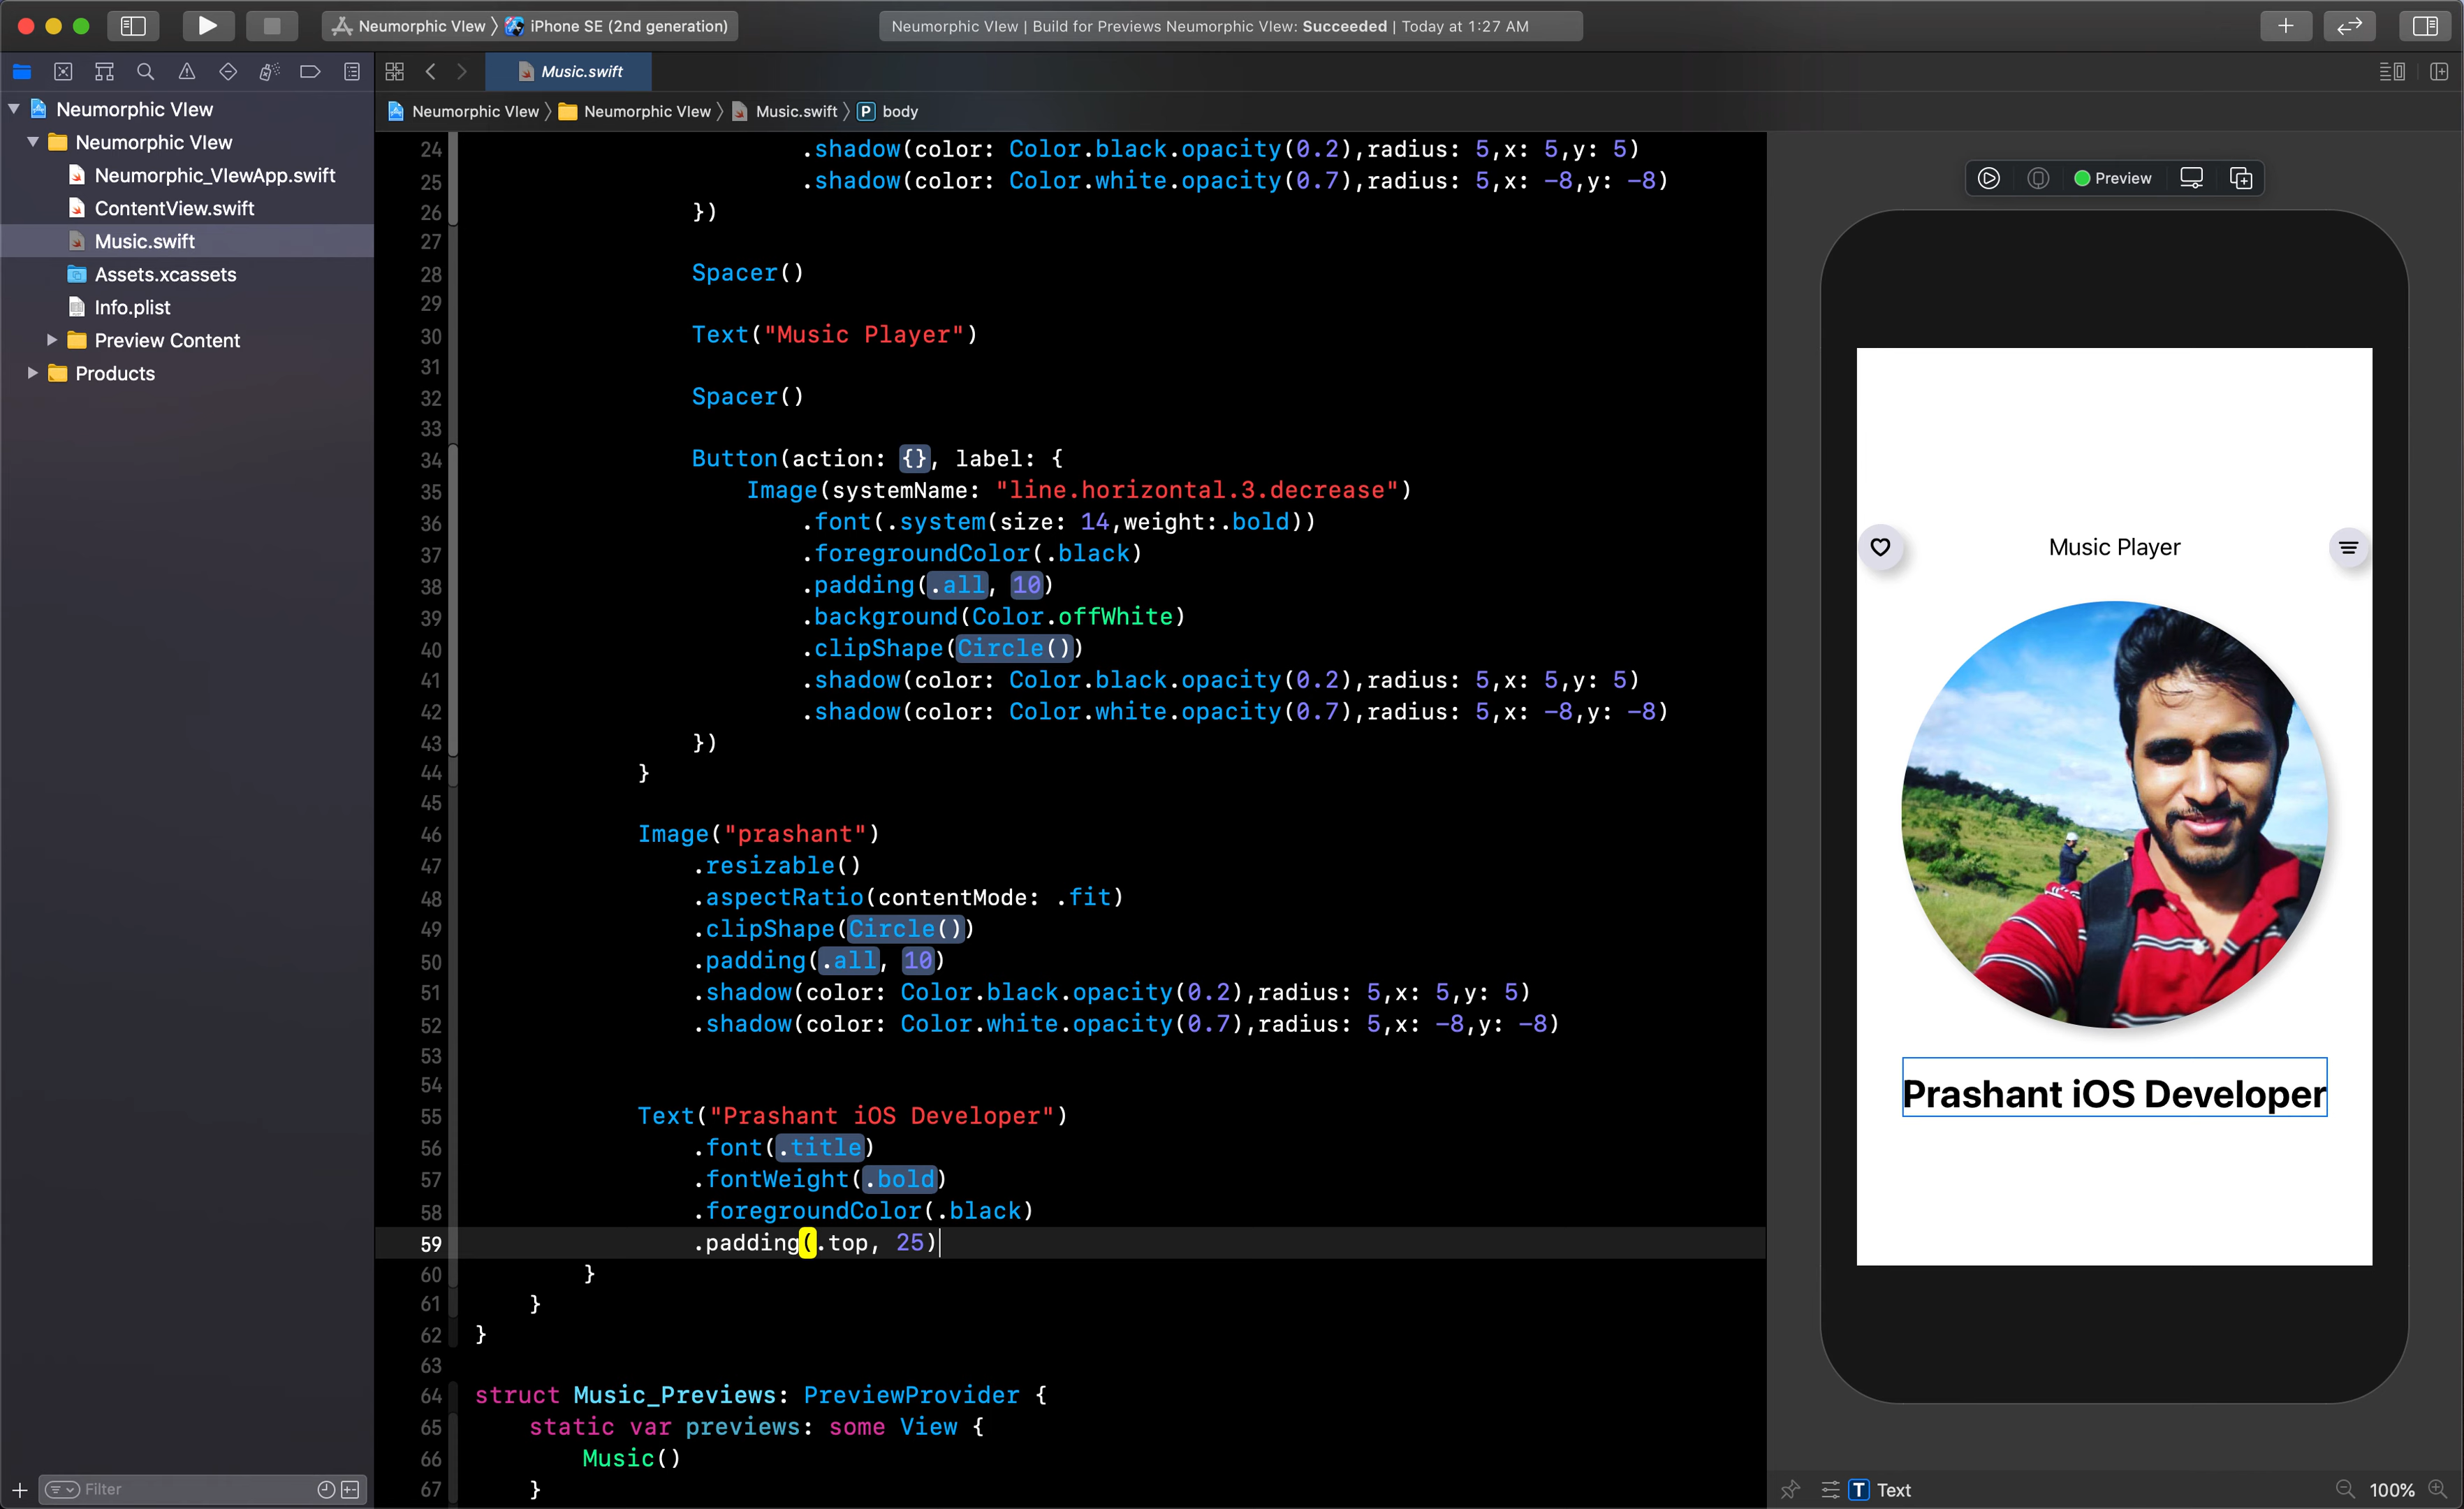 Neumorphic VIew 〉 iPhone SE (2nd generation)
Neumorphic VIew | Build for Previews Neumorphic VIew: Succeeded | Today at 1:27 AM
Music.swift
Neumorphic VIew 〉 Neumorphic VIew 〉 Music.swift 〉 P body
Neumorphic VIew
Neumorphic VIew
Neumorphic_VIewApp.swift
ContentView.swift
Music.swift
Assets.xcassets
Info.plist
Preview Content
Products
Filter
24 .shadow(color: Color.black.opacity(0.2),radius: 5,x: 5,y: 5)
25 .shadow(color: Color.white.opacity(0.7),radius: 5,x: -8,y: -8)
26 })
27
28 Spacer()
29
30 Text("Music Player")
31
32 Spacer()
33
34 Button(action: {}, label: {
35 Image(systemName: "line.horizontal.3.decrease")
36 .font(.system(size: 14,weight:.bold))
37 .foregroundColor(.black)
38 .padding(.all, 10)
39 .background(Color.offWhite)
40 .clipShape(Circle())
41 .shadow(color: Color.black.opacity(0.2),radius: 5,x: 5,y: 5)
42 .shadow(color: Color.white.opacity(0.7),radius: 5,x: -8,y: -8)
43 })
44 }
45
46 Image("prashant")
47 .resizable()
48 .aspectRatio(contentMode: .fit)
49 .clipShape(Circle())
50 .padding(.all, 10)
51 .shadow(color: Color.black.opacity(0.2),radius: 5,x: 5,y: 5)
52 .shadow(color: Color.white.opacity(0.7),radius: 5,x: -8,y: -8)
53
54
55 Text("Prashant iOS Developer")
56 .font(.title)
57 .fontWeight(.bold)
58 .foregroundColor(.black)
59 .padding(.top, 25)
60 }
61 }
62 }
63
64 struct Music_Previews: PreviewProvider {
65 static var previews: some View {
66 Music()
67 }
Preview
Music Player
Prashant iOS Developer
T Text
100%